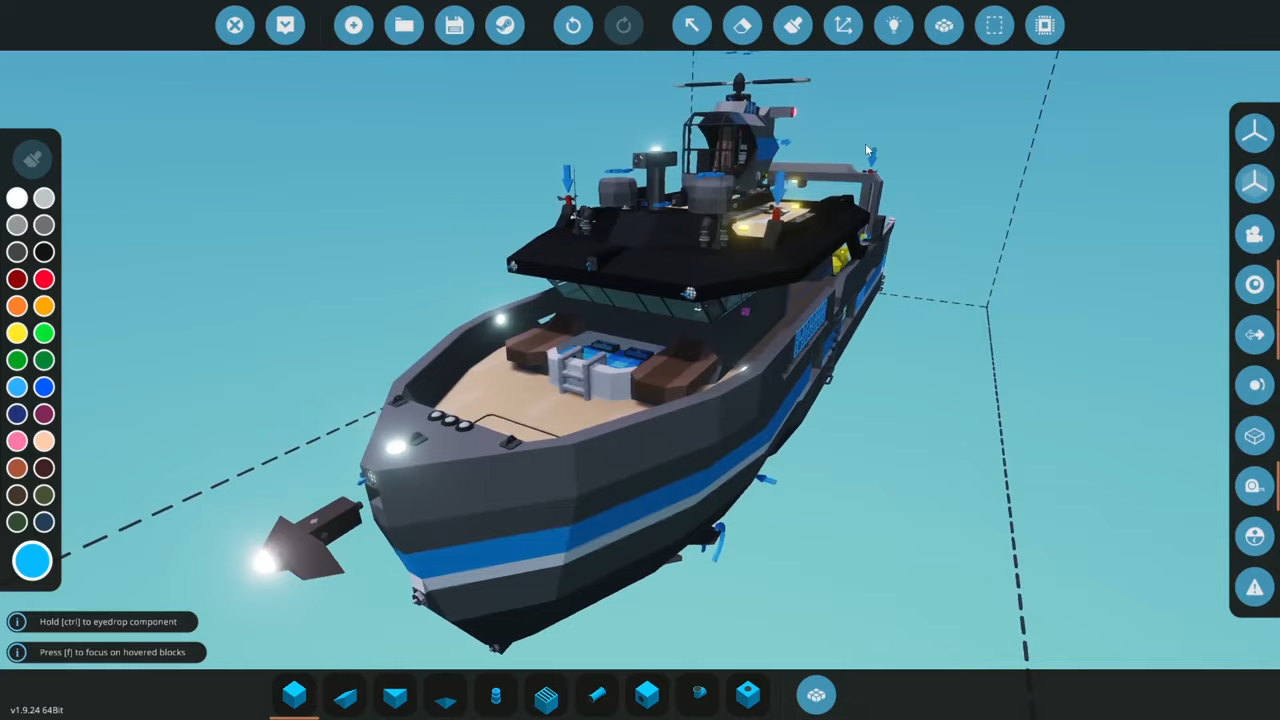 Hold [ctrl] to eyedrop component
Press [f] to focus on hovered blocks
v1.9.24 64Bit